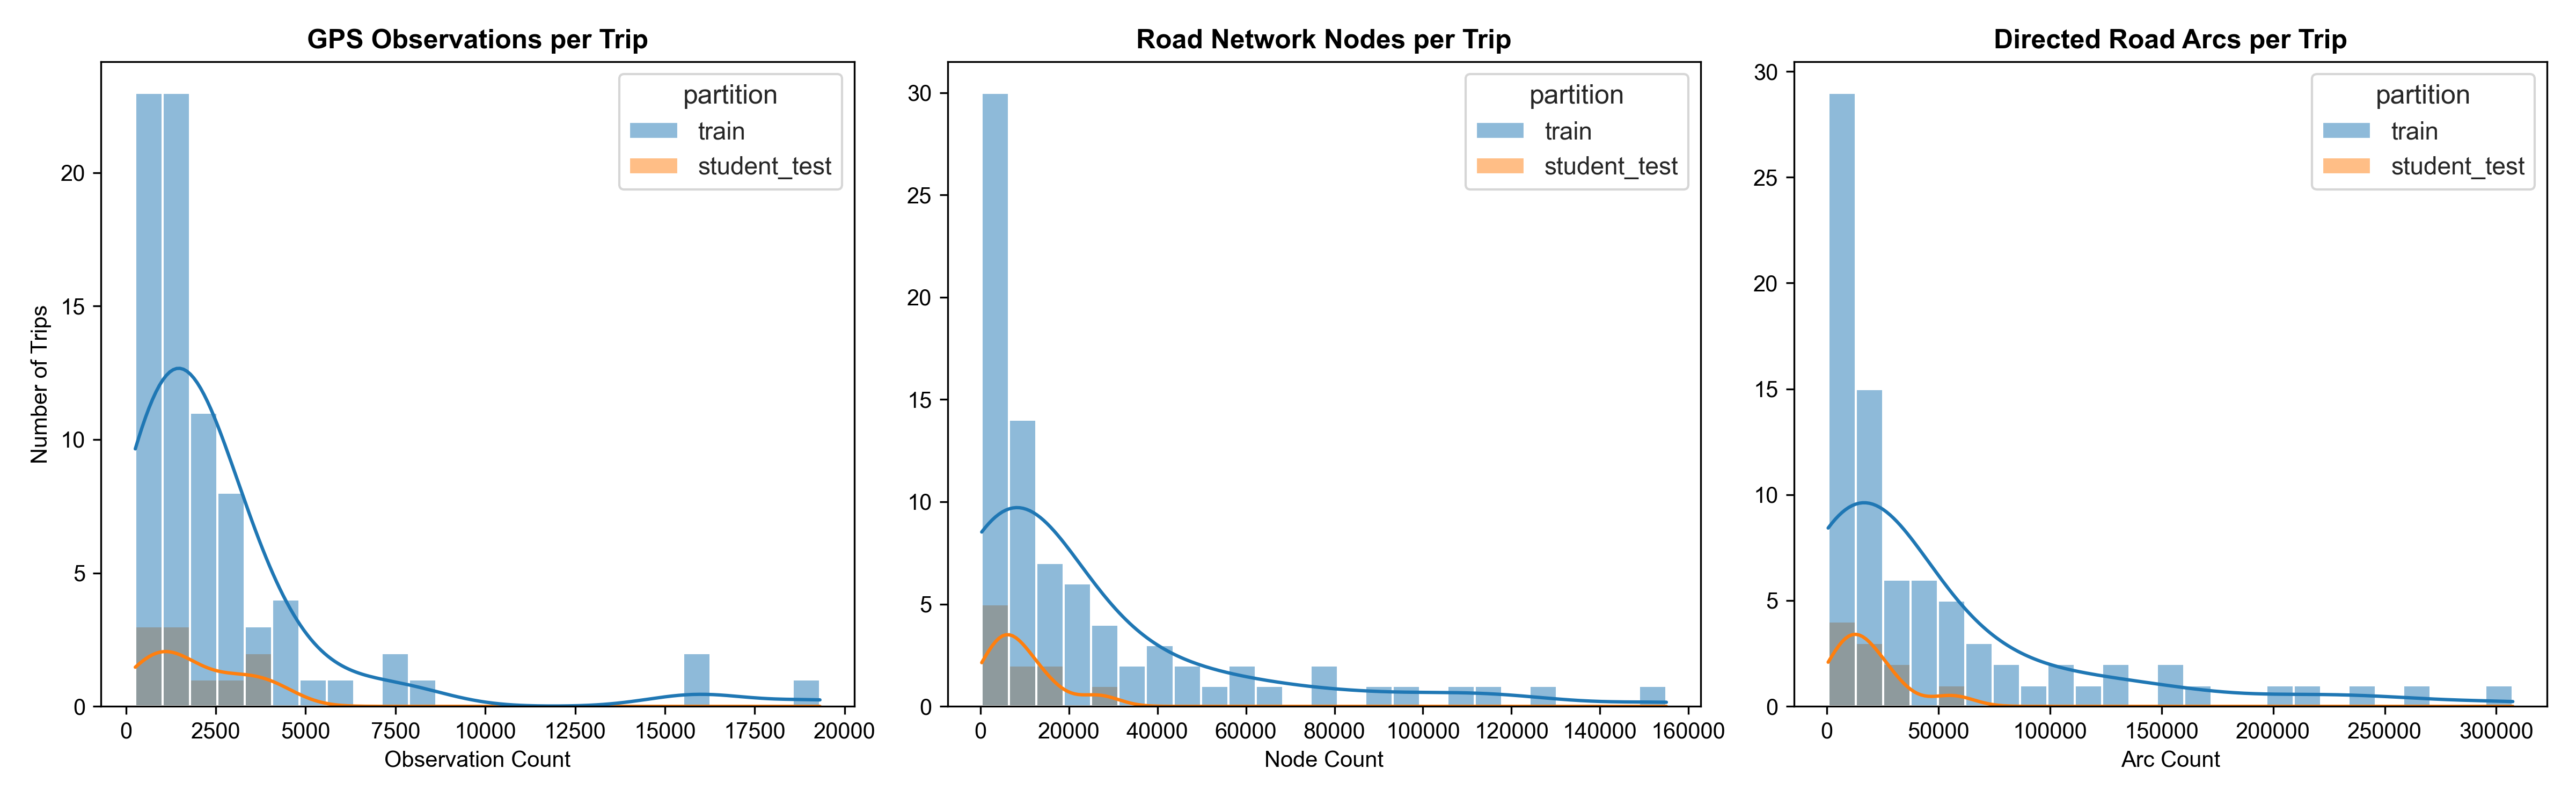 GPS Observations per Trip
partition
train
student_test
20
15
10
5
0
Number of Trips
0 2500 5000 7500 10000 12500 15000 17500 20000
Observation Count
Road Network Nodes per Trip
partition
train
student_test
30
25
20
15
10
5
0
0 20000 40000 60000 80000 100000 120000 140000 160000
Node Count
Directed Road Arcs per Trip
partition
train
student_test
30
25
20
15
10
5
0
0 50000 100000 150000 200000 250000 300000
Arc Count